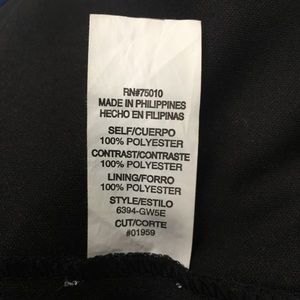 RN#75010
MADE IN PHILIPPINES
HECHO EN FILIPINAS
SELF/CUERPO
100% POLYESTER
CONTRAST/CONTRASTE
100% POLYESTER
LINING/FORRO
100% POLYESTER
STYLE/ESTILO
6394-GW5E
CUT/CORTE
#01959